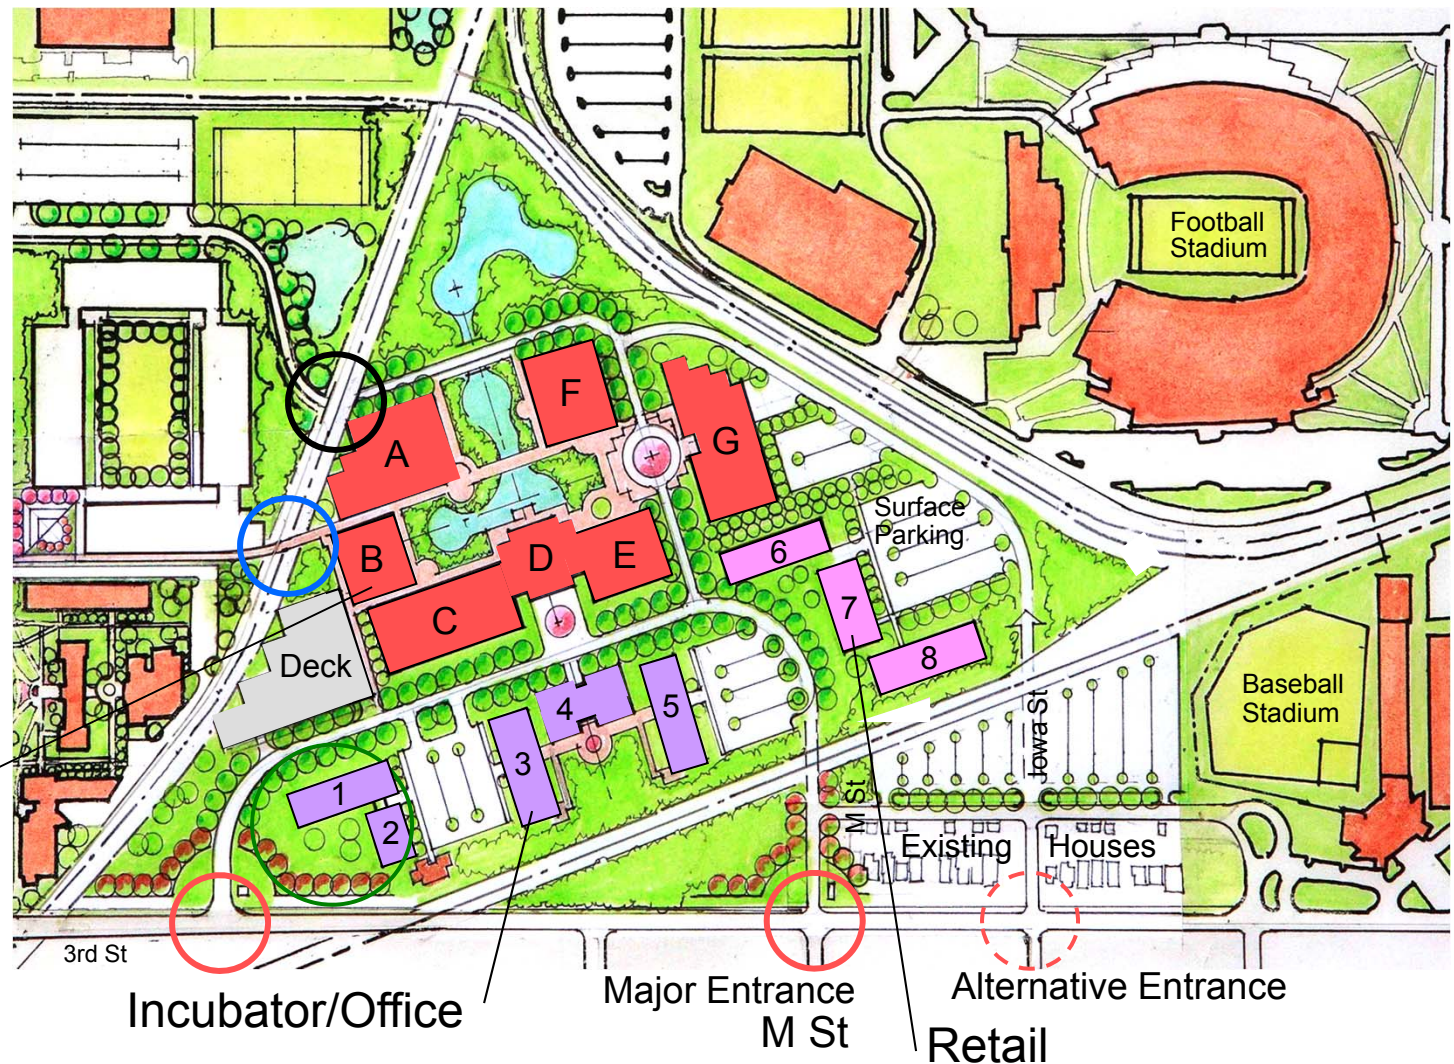 Football
Stadium
F
A
G
Surface
Parking
B
D
E
6
C
7
8
Deck
4
5
Baseball
Stadium
Iowa St
3
1
2
M St
Existing
Houses
3rd St
Incubator/Office
Major Entrance
M St
Alternative Entrance
Retail